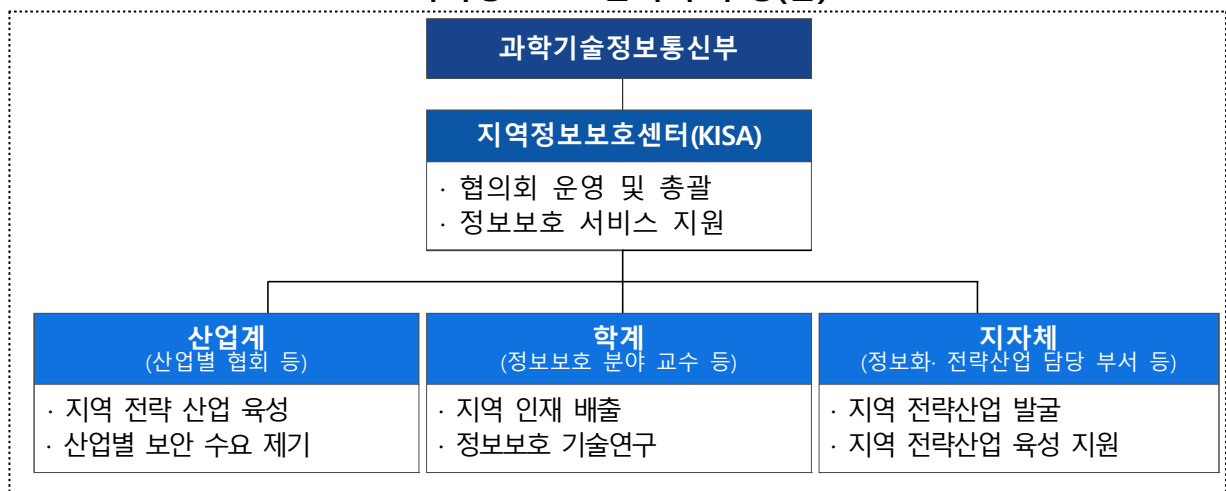 과학기술정보통신부
지역정보보호센터(KISA)
· 협의회 운영 및 총괄
· 정보보호 서비스 지원
산업계
(산업별 협회 등)
· 지역 전략 산업 육성
· 산업별 보안 수요 제기
학계
(정보보호 분야 교수 등)
· 지역 인재 배출
· 정보보호 기술연구
지자체
(정보화· 전략산업 담당 부서 등)
· 지역 전략산업 발굴
· 지역 전략산업 육성 지원